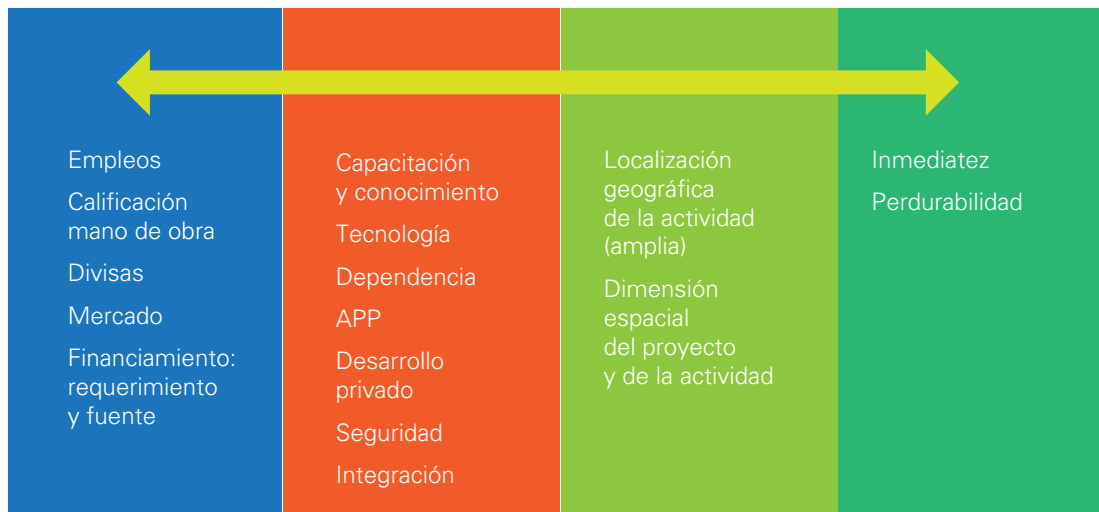 Empleos
Calificación
mano de obra
Divisas
Mercado
Financiamiento:
requerimiento
y fuente
Capacitación
y conocimiento
Tecnología
Dependencia
APP
Desarrollo
privado
Seguridad
Integración
Localización
geográfica
de la actividad
(amplia)
Dimensión
espacial
del proyecto
y de la actividad
Inmediatez
Perdurabilidad